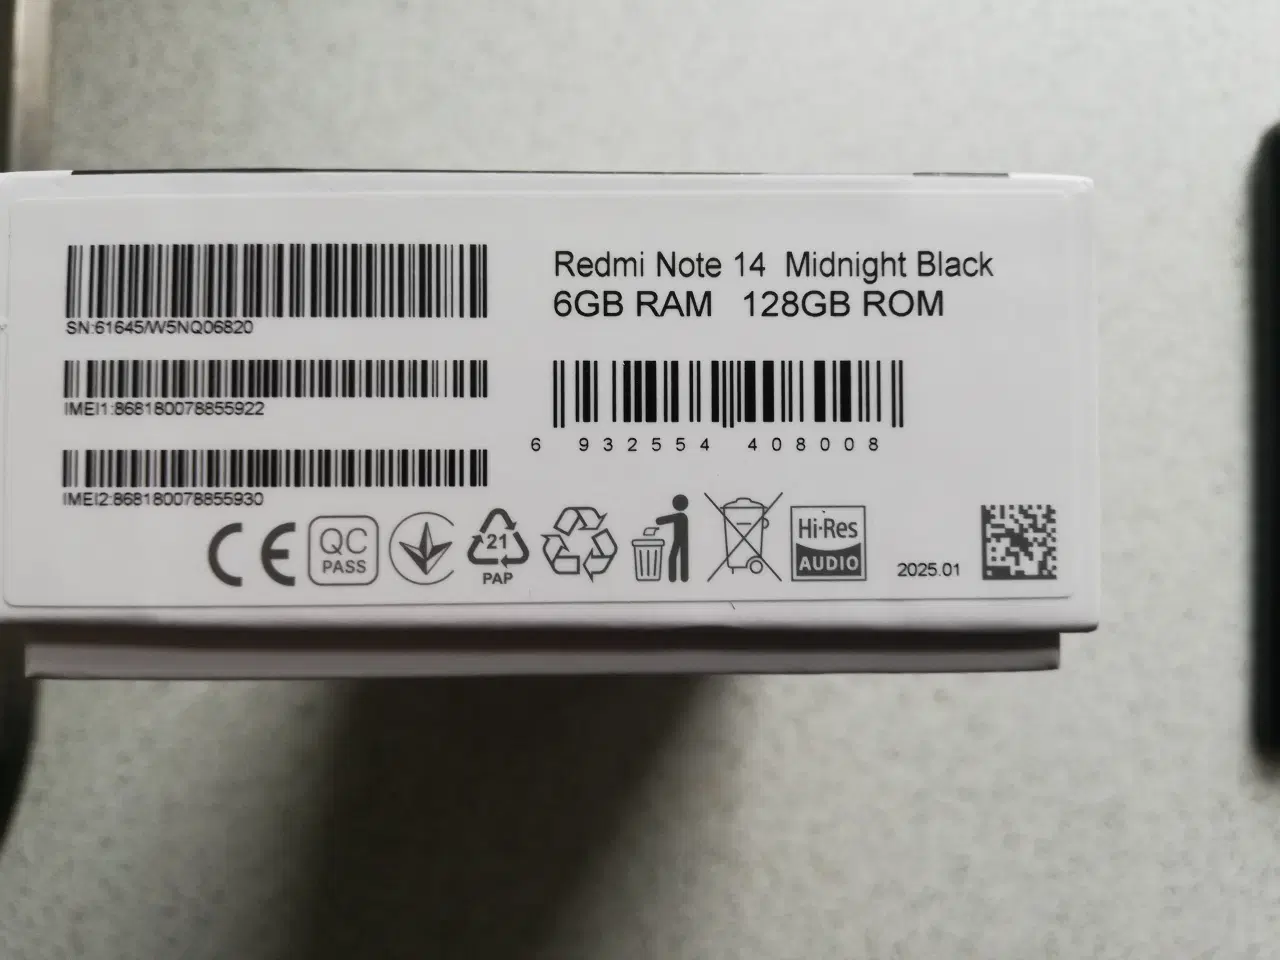 Redmi Note 14 Midnight Black
6GB RAM 128GB ROM
SN:61645/W5NQ06820
IMEI1:868180078855922
IMEI2:868180078855930
6 932554 408008
CE
QC
PASS
21
PAP
Hi-Res
AUDIO
2025.01